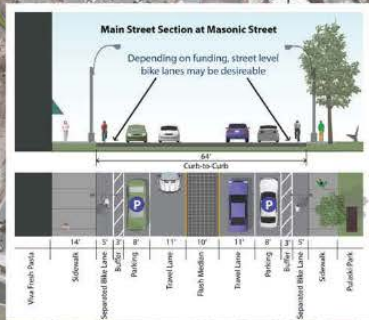 Main Street Section at Masonic Street
Depending on funding, street level
bike lanes may be desireable
64'
Curb-to-Curb
P
P
14'
5'
3'
8'
11'
10'
11'
8'
3'
5'
Viva Fresh Pasta
Sidewalk
Separated Bike Lane
Buffer
Parking
Travel Lane
Flush Median
Travel Lane
Parking
Buffer
Separated Bike Lane
Sidewalk
Pulaski Park